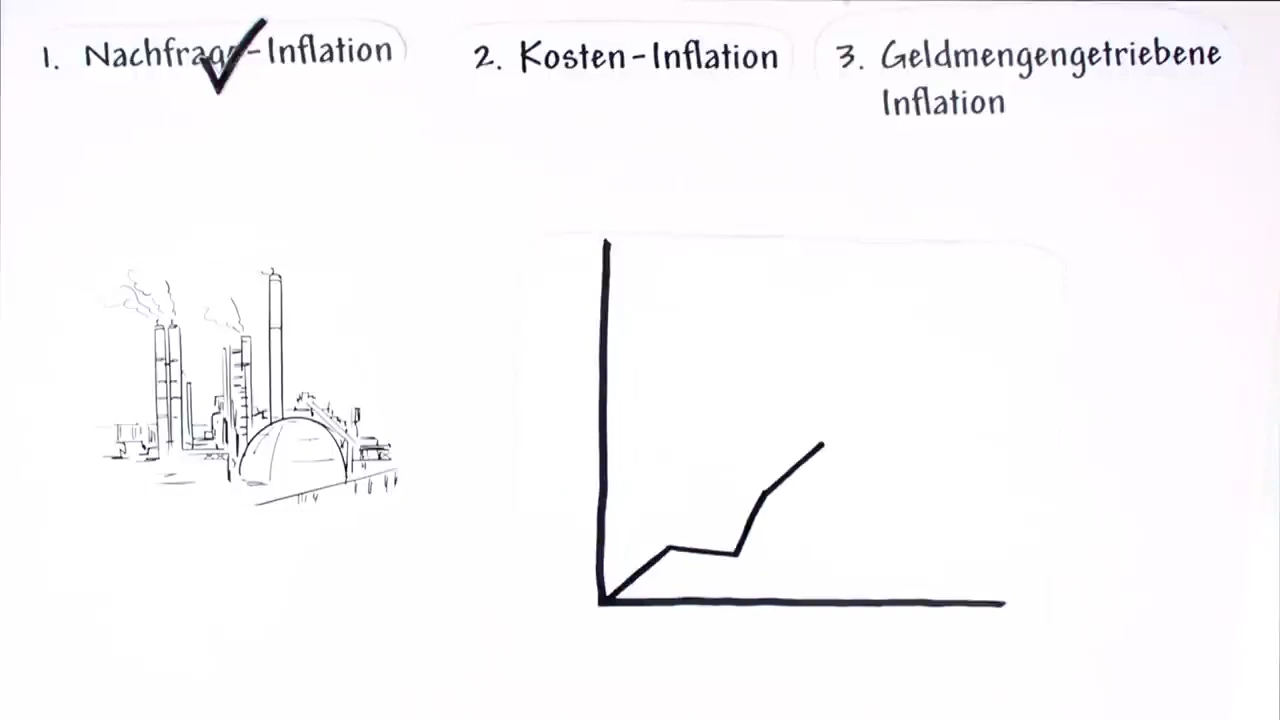 1. Nachfrage-Inflation
2. Kosten-Inflation
3. Geldmengengetriebene
Inflation